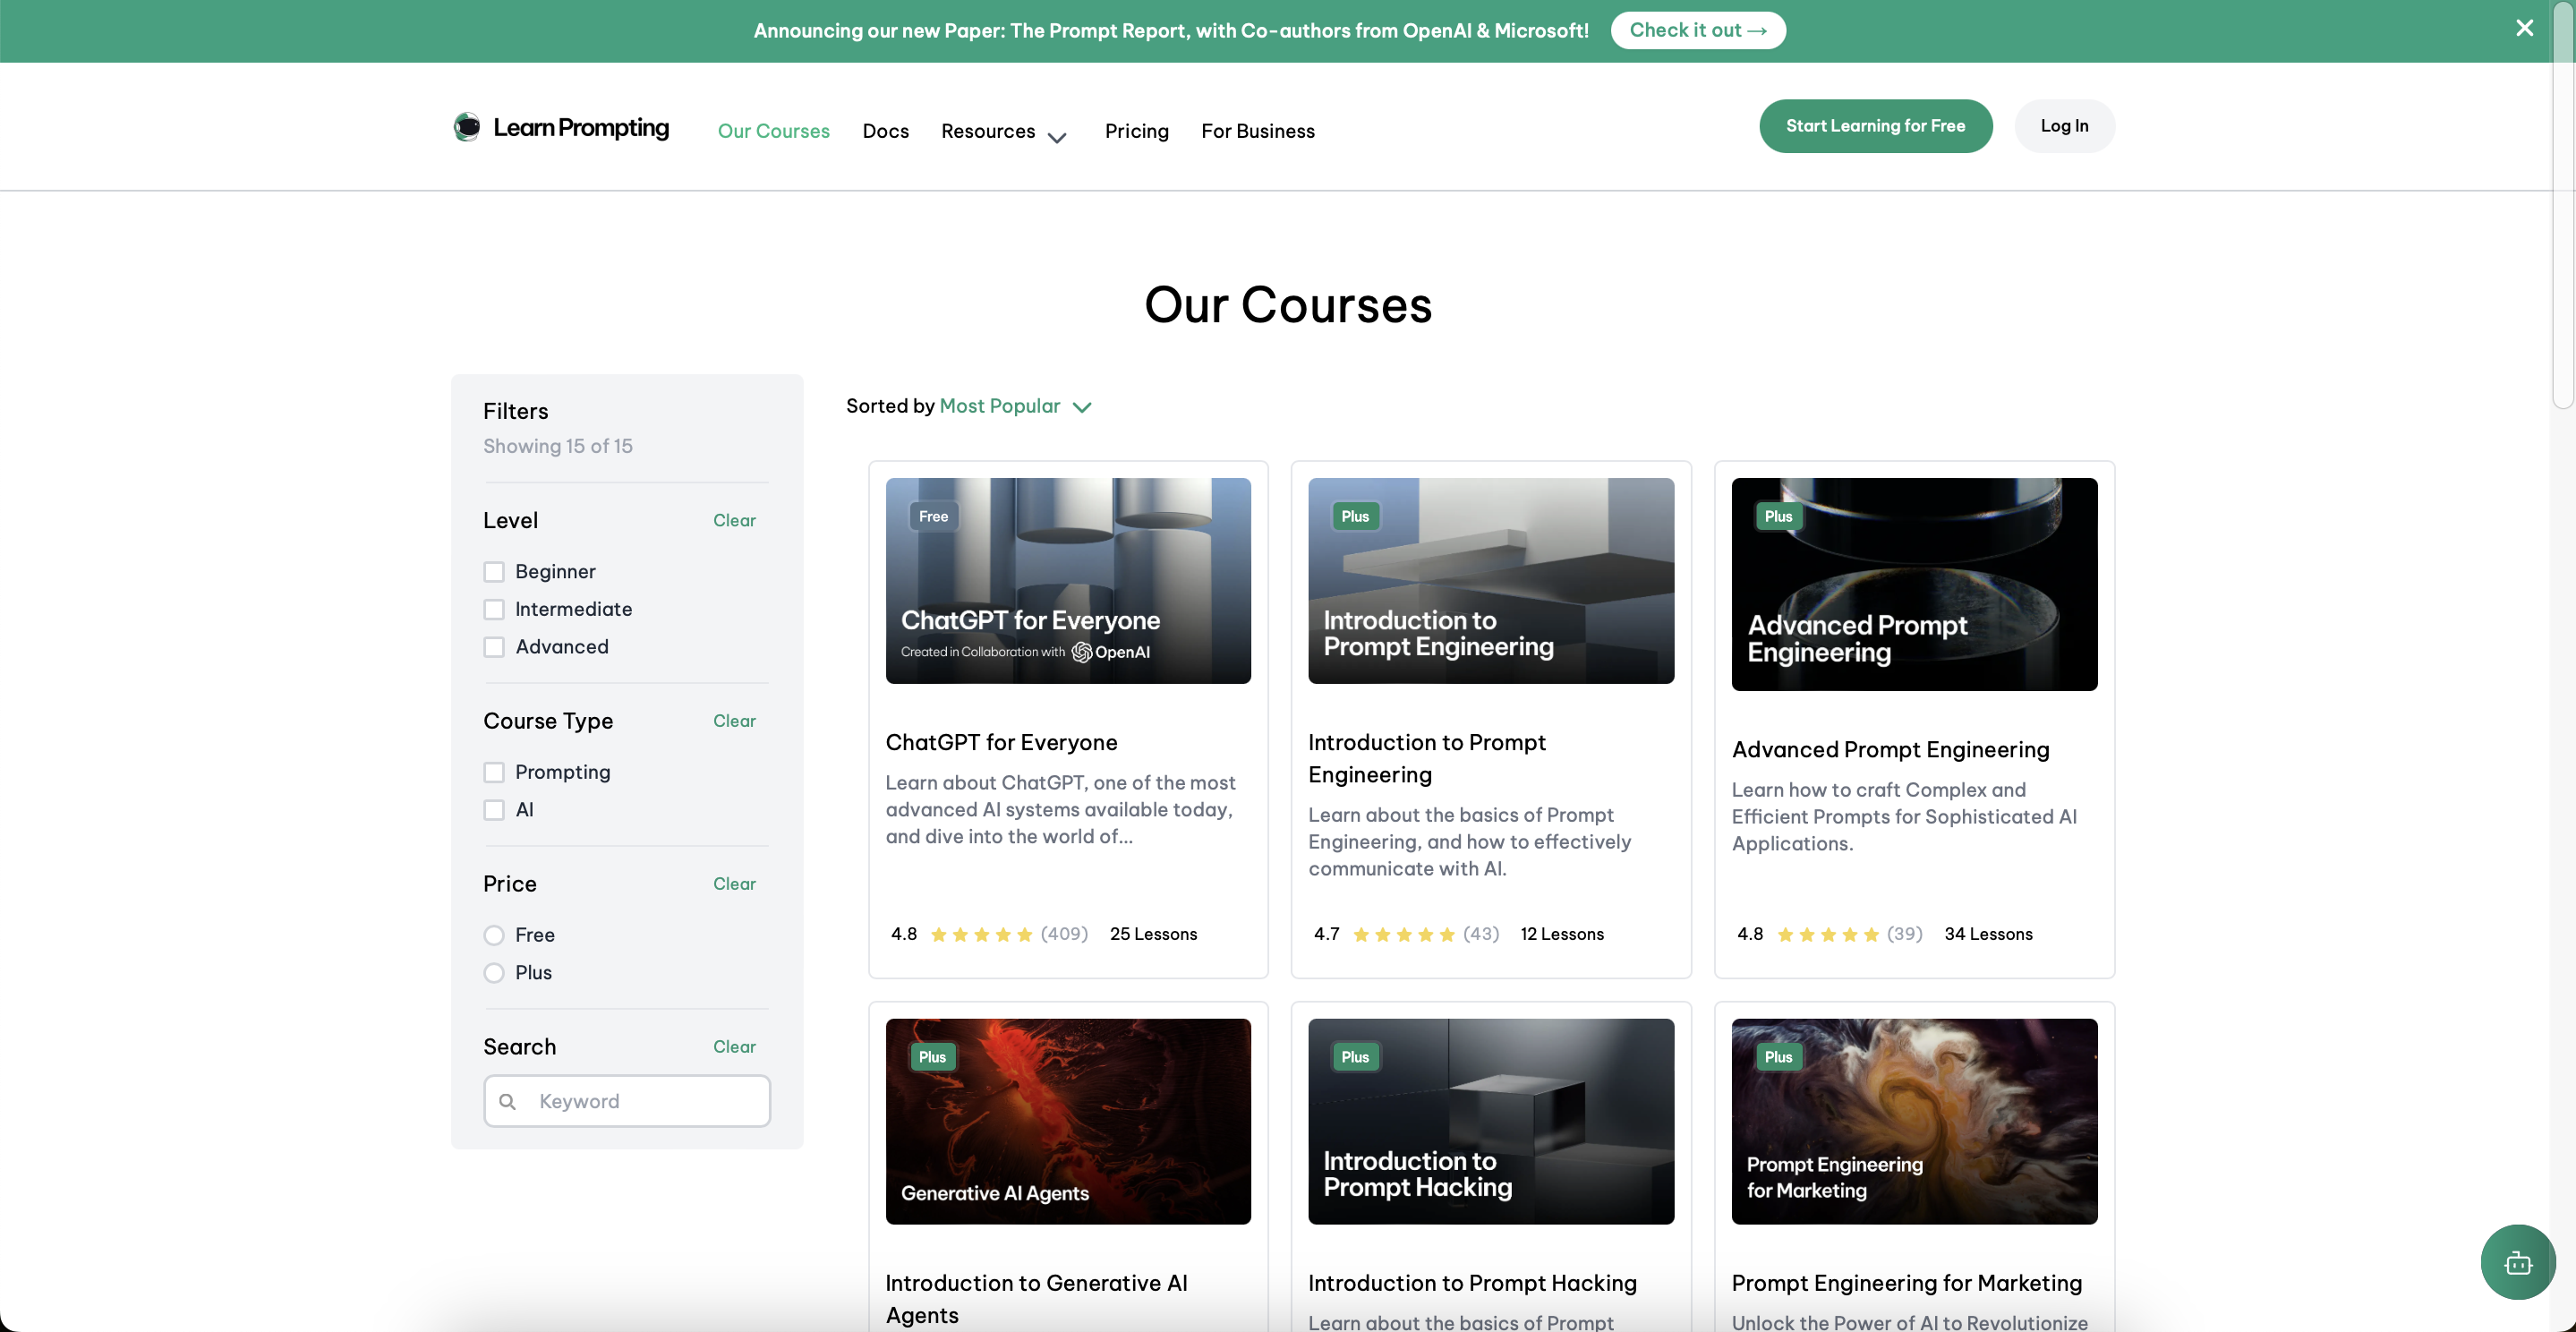 Announcing our new Paper: The Prompt Report, with Co-authors from OpenAI & Microsoft!
Check it out →
Learn Prompting
Our Courses
Docs
Resources
Pricing
For Business
Start Learning for Free
Log In
Our Courses
Filters
Showing 15 of 15
Level
Clear
Beginner
Intermediate
Advanced
Course Type
Clear
Prompting
AI
Price
Clear
Free
Plus
Search
Clear
Keyword
Sorted by Most Popular
Free
ChatGPT for Everyone
Created in Collaboration with OpenAI
ChatGPT for Everyone
Learn about ChatGPT, one of the most
advanced AI systems available today,
and dive into the world of...
4.8 (409) 25 Lessons
Plus
Introduction to
Prompt Engineering
Introduction to Prompt
Engineering
Learn about the basics of Prompt
Engineering, and how to effectively
communicate with AI.
4.7 (43) 12 Lessons
Plus
Advanced Prompt
Engineering
Advanced Prompt Engineering
Learn how to craft Complex and
Efficient Prompts for Sophisticated AI
Applications.
4.8 (39) 34 Lessons
Plus
Generative AI Agents
Introduction to Generative AI
Agents
Plus
Introduction to
Prompt Hacking
Introduction to Prompt Hacking
Learn about the basics of Prompt
Plus
Prompt Engineering
for Marketing
Prompt Engineering for Marketing
Unlock the Power of AI to Revolutionize